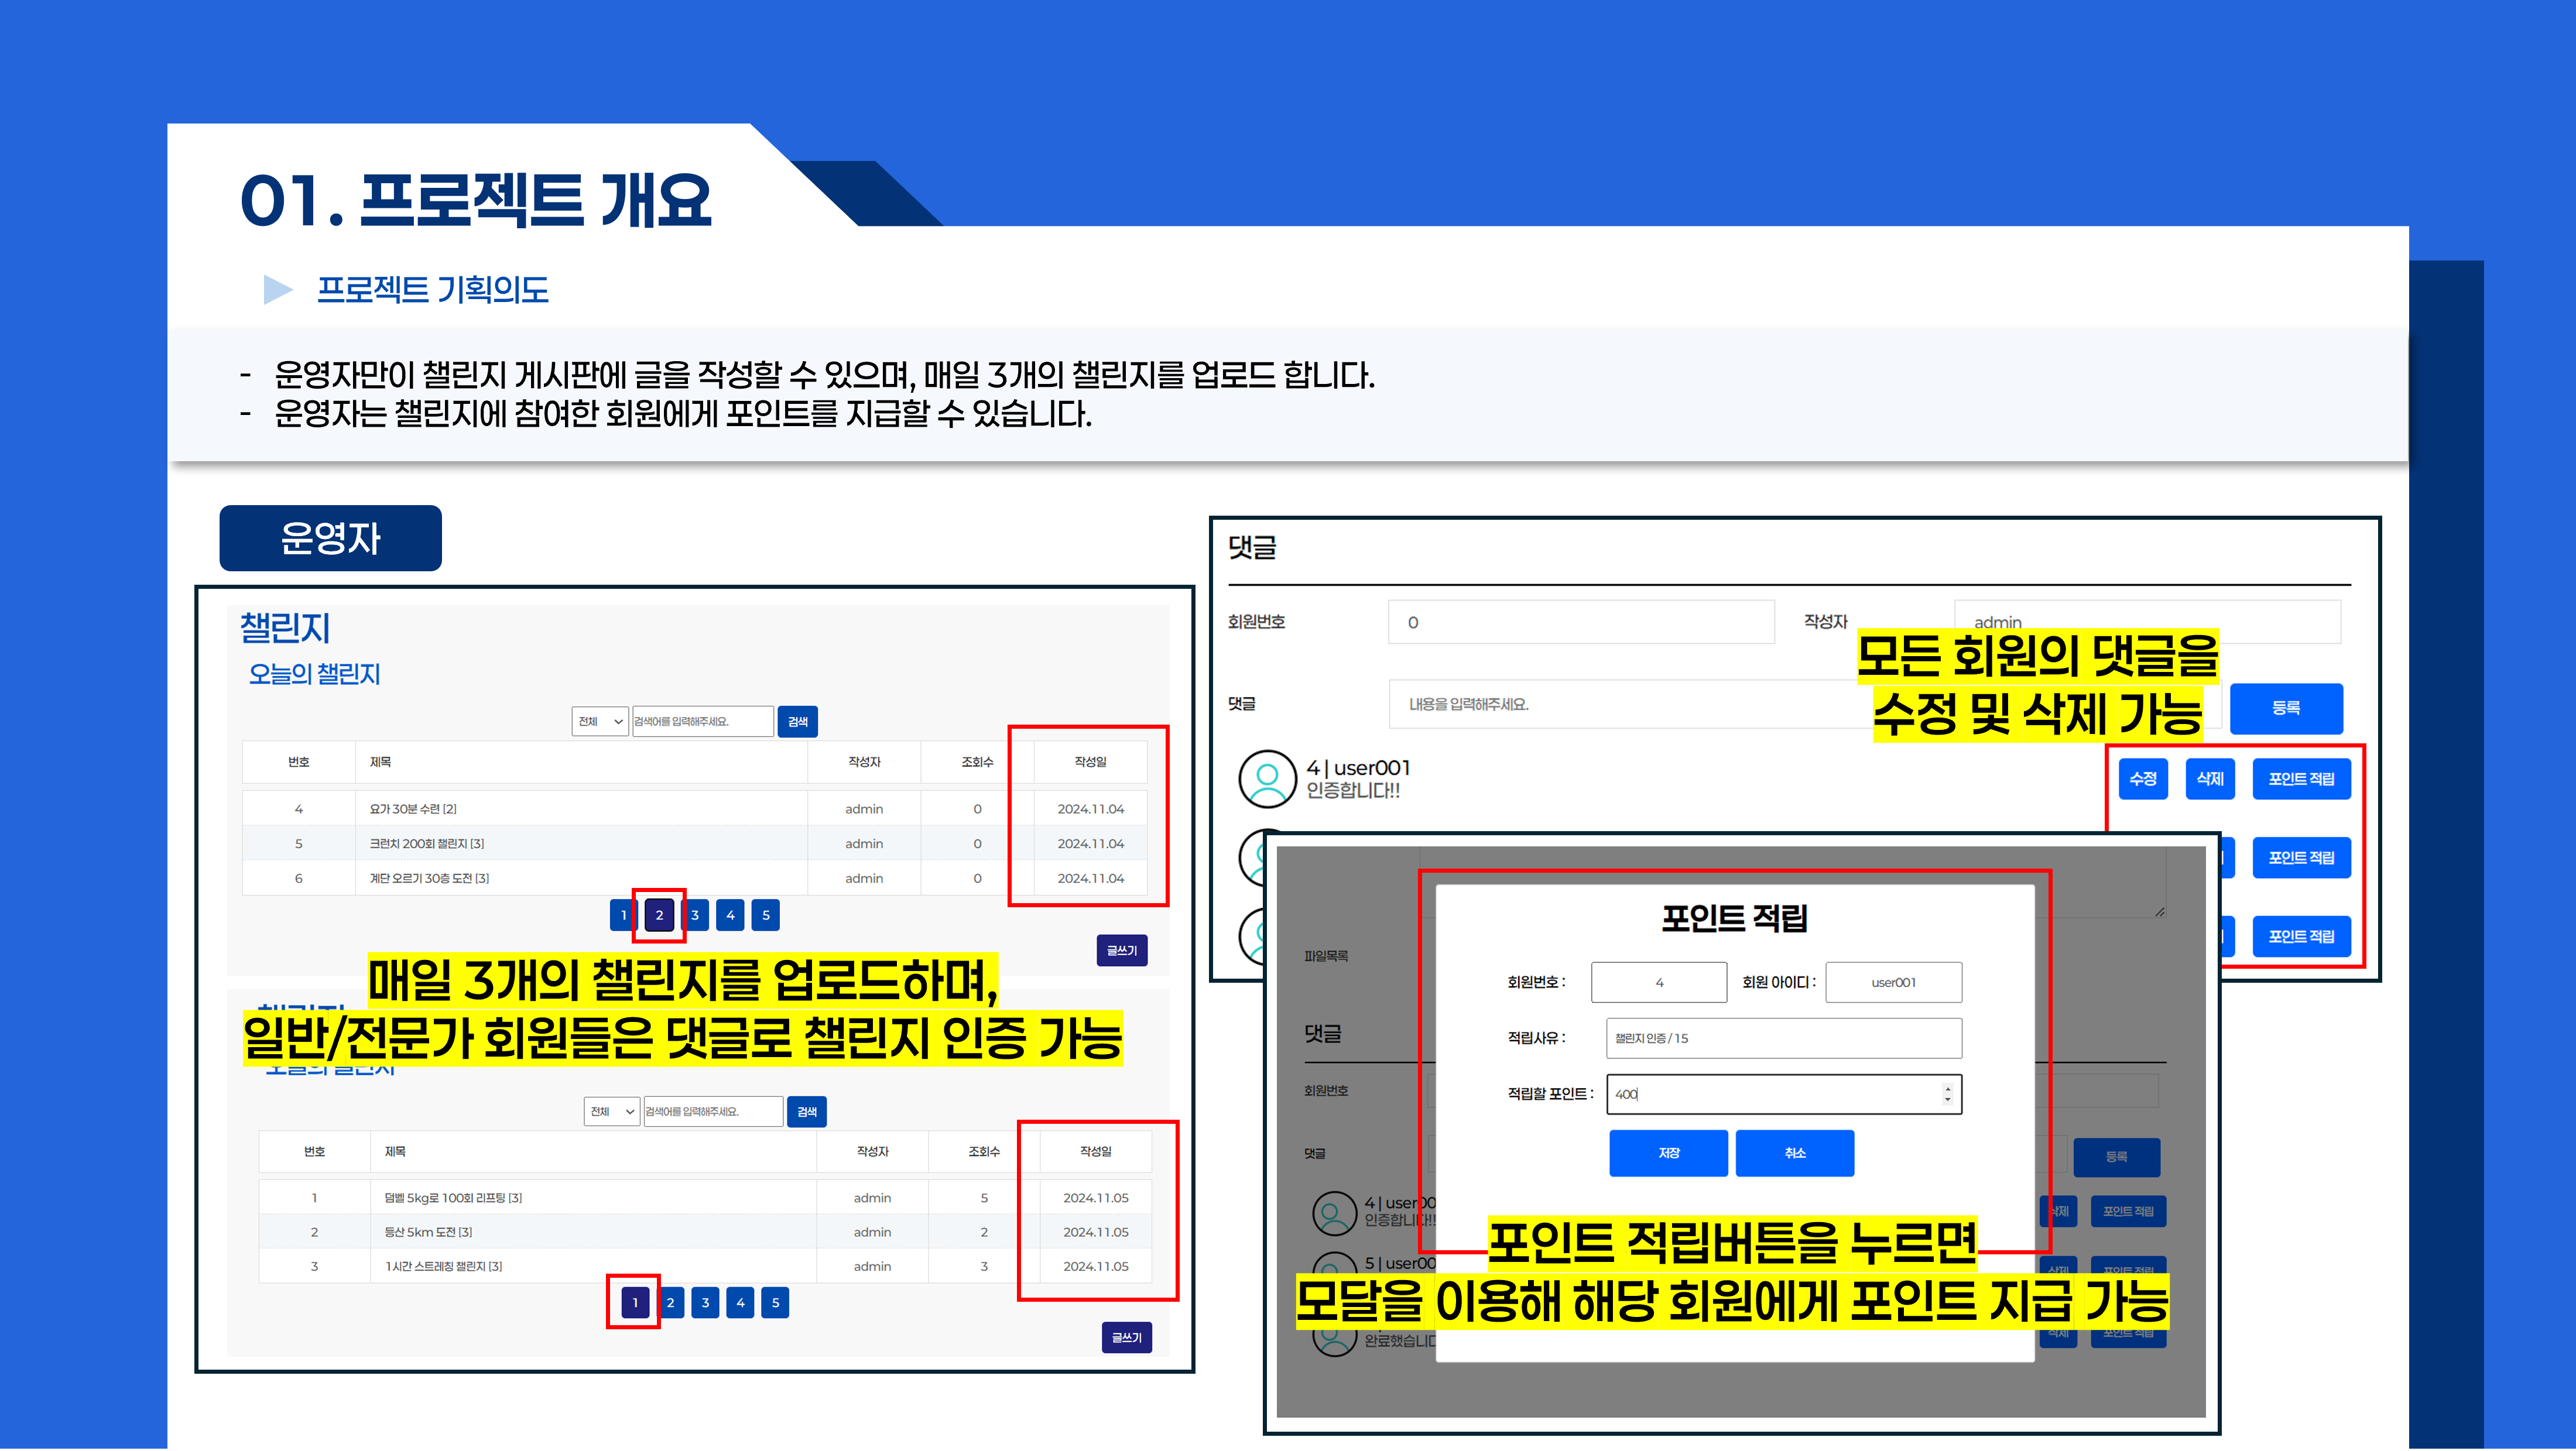 01. 프로젝트 개요
프로젝트 기획의도
- 운영자만이 챌린지 게시판에 글을 작성할 수 있으며, 매일 3개의 챌린지를 업로드 합니다.
- 운영자는 챌린지에 참여한 회원에게 포인트를 지급할 수 있습니다.
운영자
챌린지
오늘의 챌린지
전체 검색어를 입력해주세요. 검색
번호 제목 작성자 조회수 작성일
4 요가 30분 수련 [2] admin 0 2024.11.04
5 크런치 200회 챌린지 [3] admin 0 2024.11.04
6 계단 오르기 30층 도전 [3] admin 0 2024.11.04
1 2 3 4 5
글쓰기
매일 3개의 챌린지를 업로드하며,
일반/전문가 회원들은 댓글로 챌린지 인증 가능
전체 검색어를 입력해주세요. 검색
번호 제목 작성자 조회수 작성일
1 덤벨 5kg로 100회 리프팅 [3] admin 5 2024.11.05
2 등산 5km 도전 [3] admin 2 2024.11.05
3 1시간 스트레칭 챌린지 [3] admin 3 2024.11.05
1 2 3 4 5
글쓰기
댓글
회원번호 0 작성자 admin
모든 회원의 댓글을
수정 및 삭제 가능
댓글 내용을 입력해주세요. 등록
4 | user001
인증합니다!!
수정 삭제 포인트 적립
포인트 적립
포인트 적립
파일목록
댓글
회원번호
댓글
등록
4 | user00
인증합니다!!
삭제 포인트 적립
5 | user00
삭제 포인트 적립
완료했습니다
삭제 포인트 적립
포인트 적립
회원번호 : 4 회원 아이디 : user001
적립사유 : 챌린지 인증 / 15
적립할 포인트 : 400
저장 취소
포인트 적립버튼을 누르면
모달을 이용해 해당 회원에게 포인트 지급 가능